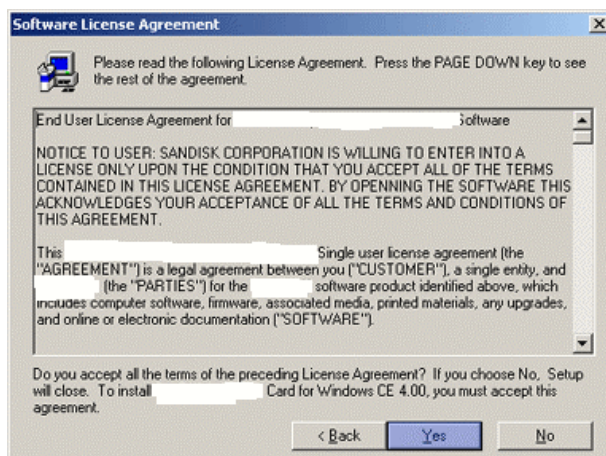 Software License Agreement
Please read the following License Agreement. Press the PAGE DOWN key to see
the rest of the agreement.
End User License Agreement for Software
NOTICE TO USER: SANDISK CORPORATION IS WILLING TO ENTER INTO A
LICENSE ONLY UPON THE CONDITION THAT YOU ACCEPT ALL OF THE TERMS
CONTAINED IN THIS LICENSE AGREEMENT. BY OPENNING THE SOFTWARE THIS
ACKNOWLEDGES YOUR ACCEPTANCE OF ALL THE TERMS AND CONDITIONS OF
THIS AGREEMENT.
This Single user license agreement (the
"AGREEMENT") is a legal agreement between you ("CUSTOMER"), a single entity, and
(the "PARTIES") for the software product identified above, which
includes computer software, firmware, associated media, printed materials, any upgrades,
and online or electronic documentation ("SOFTWARE").
Do you accept all the terms of the preceding License Agreement? If you choose No, Setup
will close. To install Card for Windows CE 4.00, you must accept this
agreement.
< Back Yes No